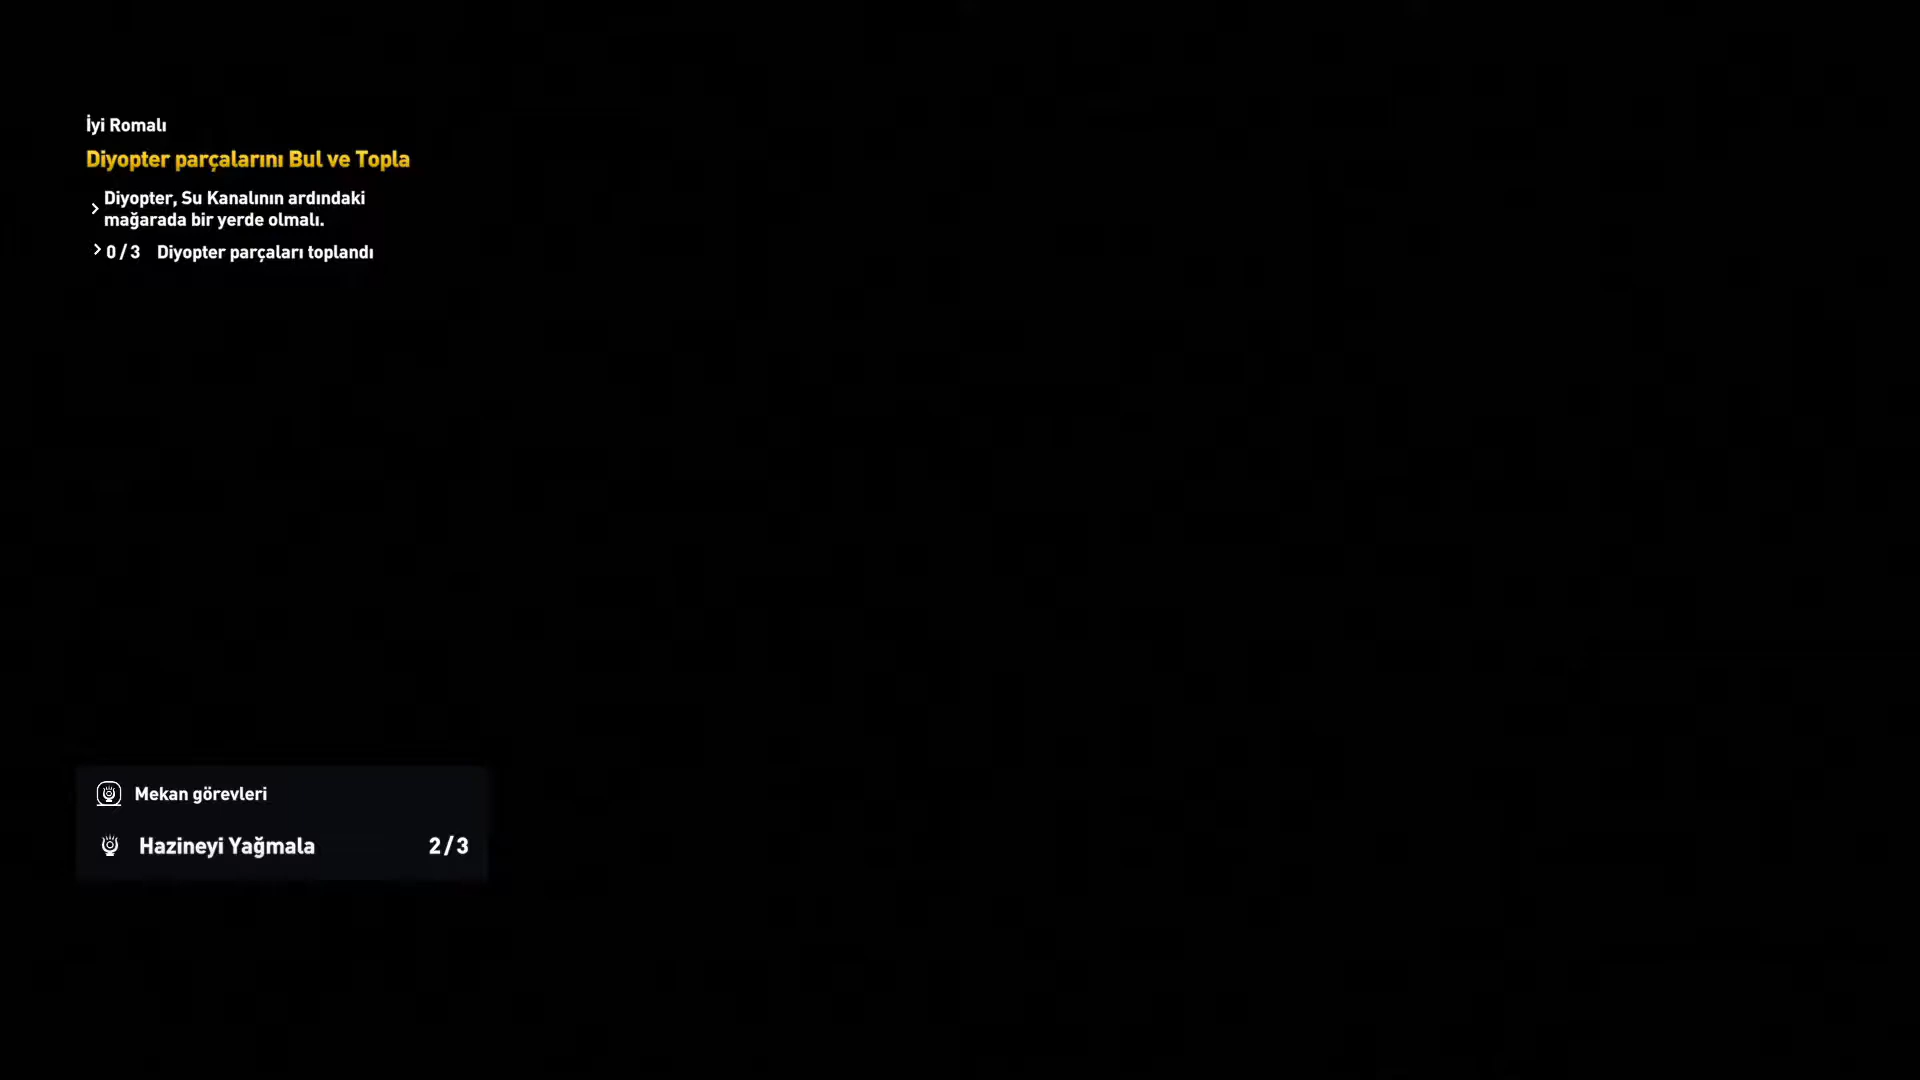 İyi Romalı
Diyopter parçalarını Bul ve Topla
Diyopter, Su Kanalının ardındaki
mağarada bir yerde olmalı.
0 / 3 Diyopter parçaları toplandı
Mekan görevleri
Hazineyi Yağmala 2 / 3